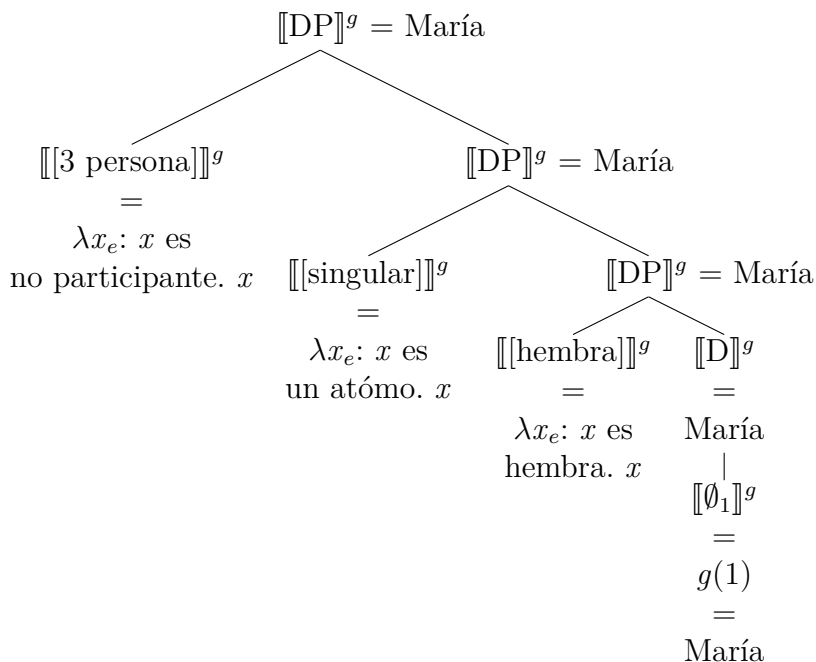 ⟦DP⟧^g = María
⟦[3 persona]⟧^g
=
λx_e: x es
no participante. x
⟦DP⟧^g = María
⟦[singular]⟧^g
=
λx_e: x es
un atómo. x
⟦DP⟧^g = María
⟦[hembra]⟧^g
=
λx_e: x es
hembra. x
⟦D⟧^g
=
María
⟦∅_1⟧^g
=
g(1)
=
María